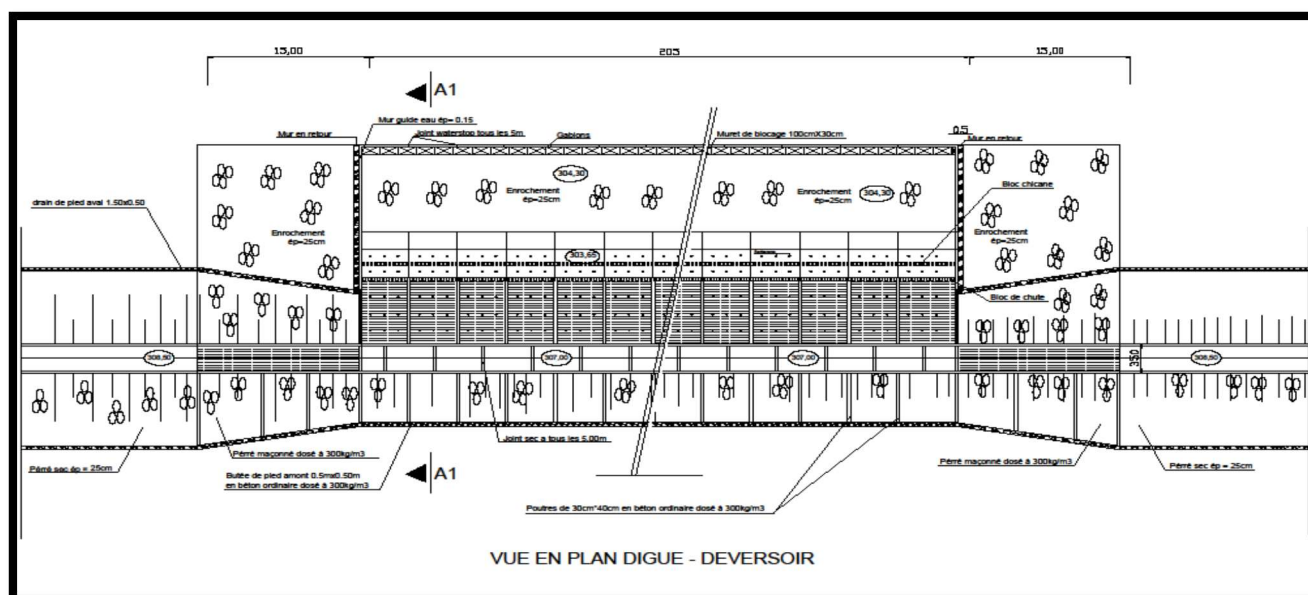 15,00 203 15,00
A1
Mur guide eau ép= 0.15
Mur en retour
Joint waterstop tous les 5m
Gabions
Muret de blocage 100cmX30cm
0.5
Mur en retour
304,30
Enrochement
ép=25cm
Enrochement
ép=25cm
304,30
Bloc chicane
drain de pied aval 1.50x0.50
Enrochement
ép=25cm
Enrochement
ép=25cm
303,65
Bloc de chute
308,50
307,00
307,00
350
308,50
Joint sec a tous les 5.00m
Pérré maçonné dosé à 300kg/m3
Pérré maçonné dosé à 300kg/m3
Pérré sec ép = 25cm
Pérré sec ép = 25cm
Butée de pied amont 0.5mx0.50m
en béton ordinaire dosé à 300kg/m3
A1
Poutres de 30cm*40cm en béton ordinaire dosé à 300kg/m3
VUE EN PLAN DIGUE - DEVERSOIR